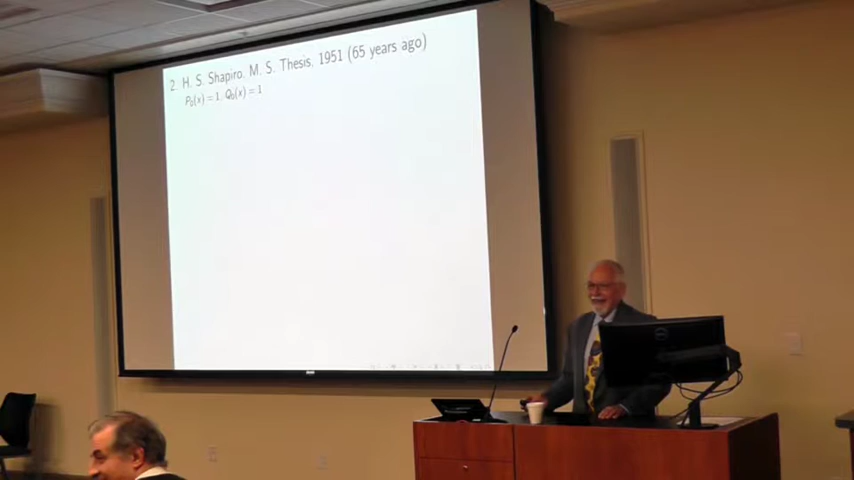 2. H. S. Shapiro. M. S. Thesis. 1951 (65 years ago)
P₀(x) = 1. Q₀(x) = 1